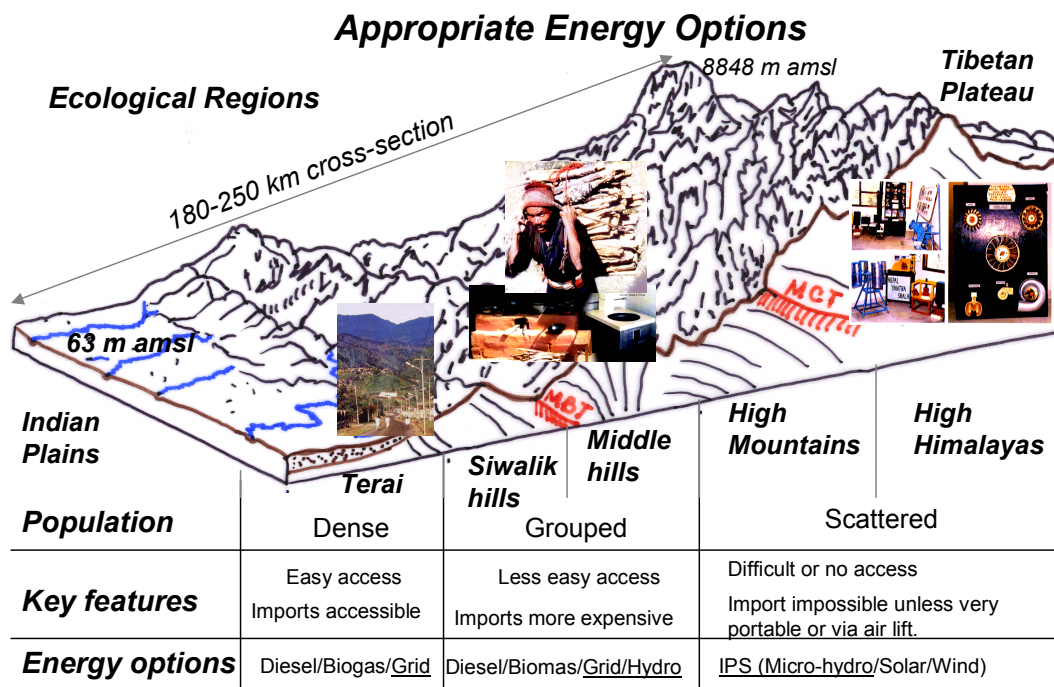 Appropriate Energy Options
8848 m amsl
Tibetan
Plateau
Ecological Regions
180-250 km cross-section
63 m amsl
MCT
NEPAL
YANTRA
SHALA
MBT
Indian
Plains
Terai
Siwalik
hills
Middle
hills
High
Mountains
High
Himalayas
Population
Dense
Grouped
Scattered
Key features
Easy access
Imports accessible
Less easy access
Imports more expensive
Difficult or no access
Import impossible unless very
portable or via air lift.
Energy options
Diesel/Biogas/Grid
Diesel/Biomas/Grid/Hydro
IPS (Micro-hydro/Solar/Wind)